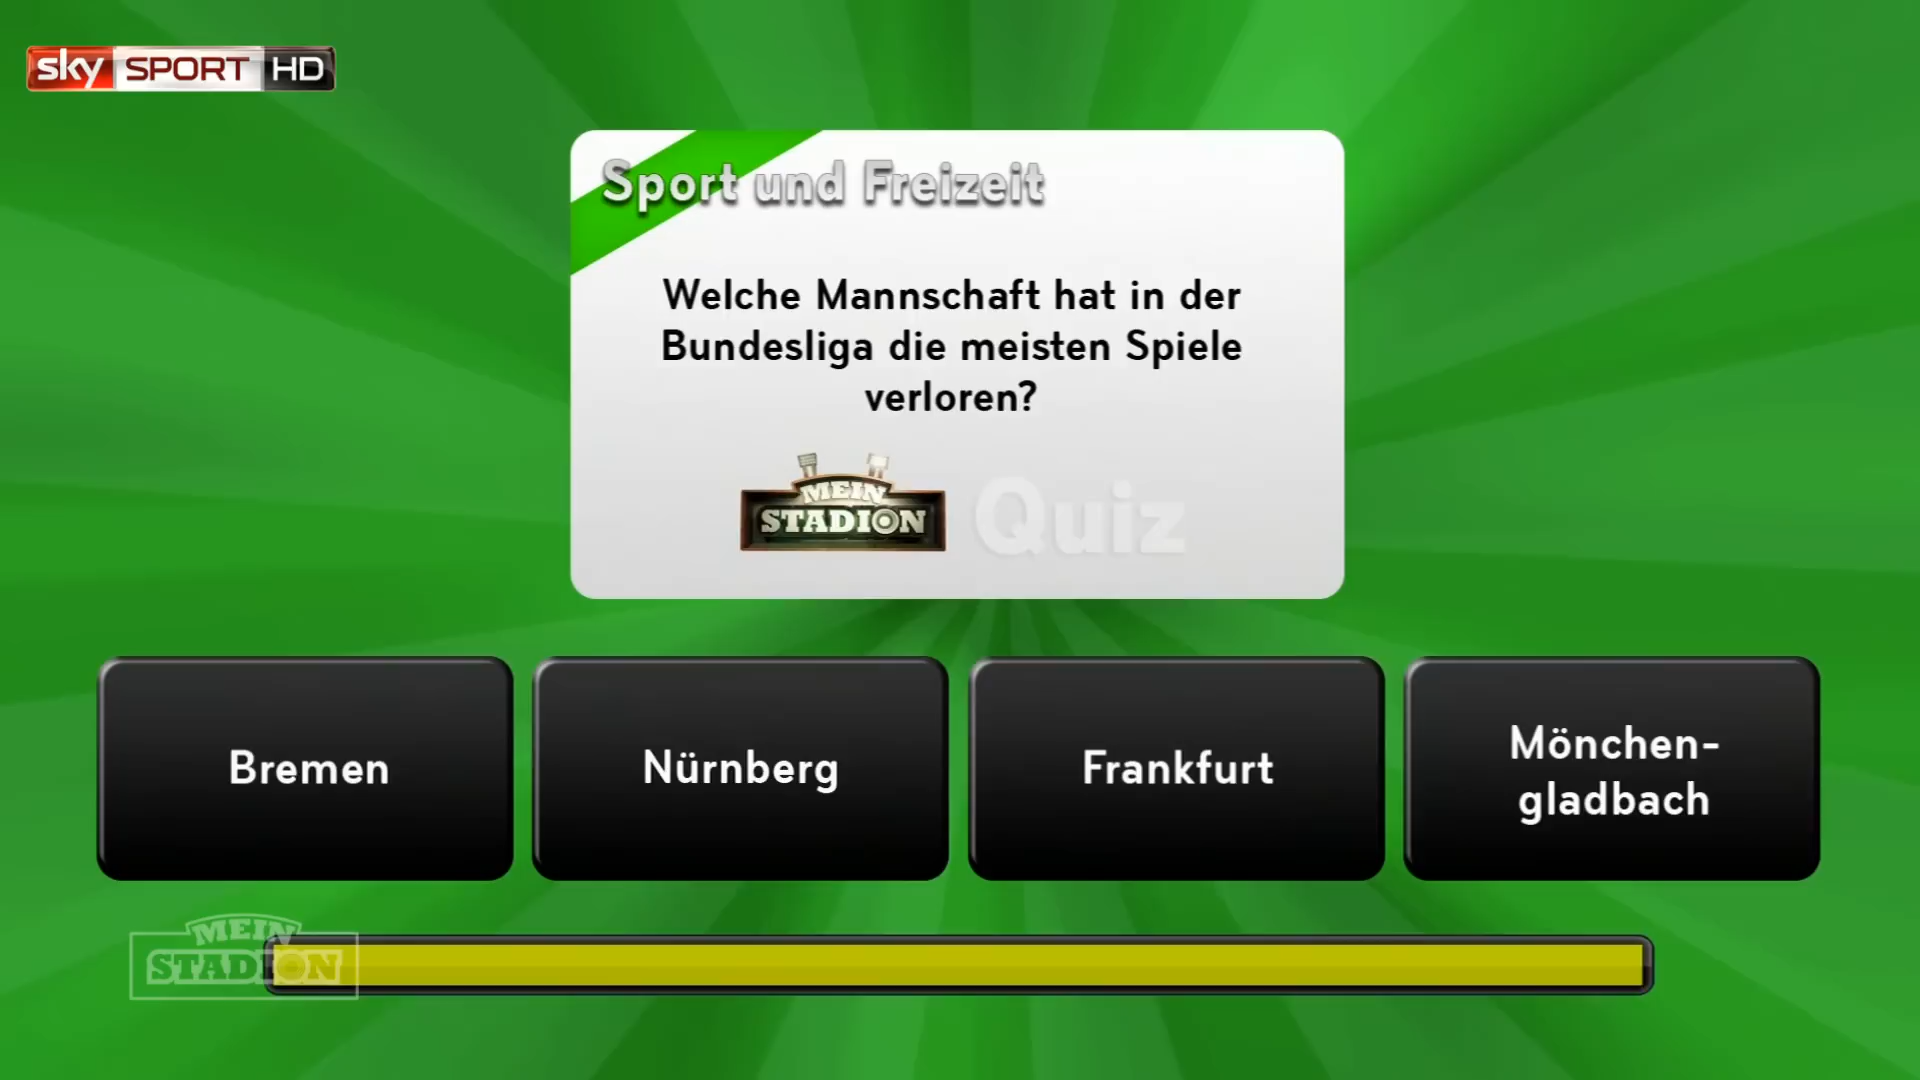 sky SPORT HD
Sport und Freizeit
Welche Mannschaft hat in der
Bundesliga die meisten Spiele
verloren?
MEIN
STADION
Quiz
Bremen
Nürnberg
Frankfurt
Mönchen-
gladbach
MEIN
STADION